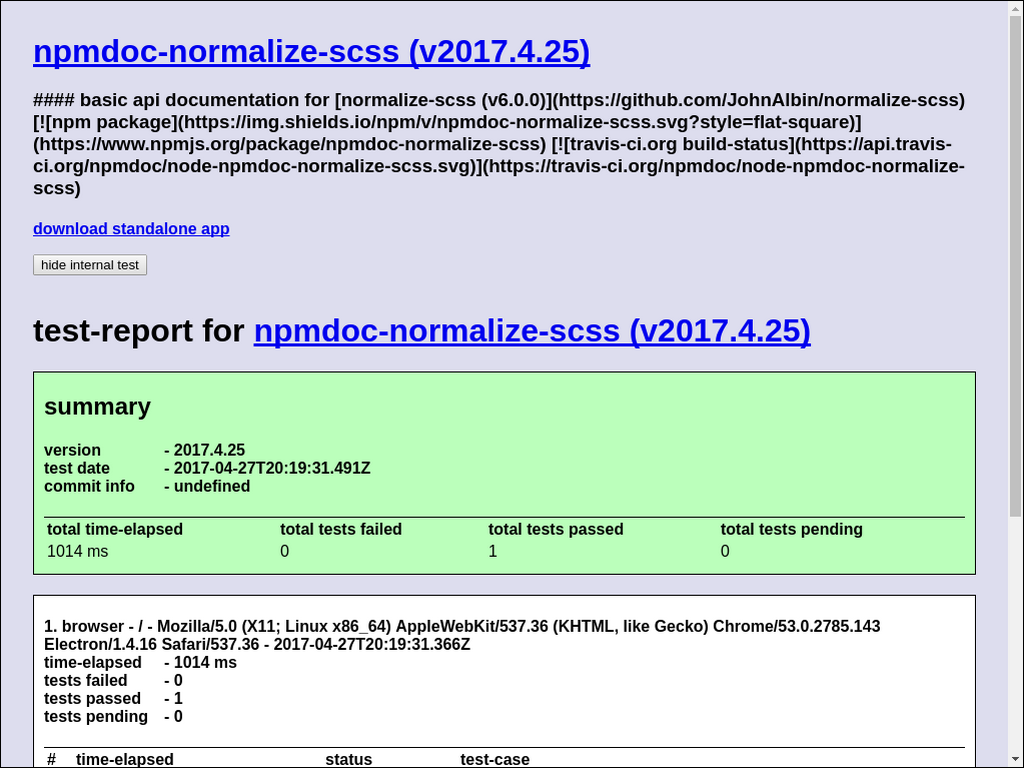 npmdoc-normalize-scss (v2017.4.25)
#### basic api documentation for [normalize-scss (v6.0.0)](https://github.com/JohnAlbin/normalize-scss)
[![npm package](https://img.shields.io/npm/v/npmdoc-normalize-scss.svg?style=flat-square)]
(https://www.npmjs.org/package/npmdoc-normalize-scss) [![travis-ci.org build-status](https://api.travis-
ci.org/npmdoc/node-npmdoc-normalize-scss.svg)](https://travis-ci.org/npmdoc/node-npmdoc-normalize-
scss)
download standalone app
hide internal test
test-report for npmdoc-normalize-scss (v2017.4.25)
summary
version - 2017.4.25
test date - 2017-04-27T20:19:31.491Z
commit info - undefined
total time-elapsed total tests failed total tests passed total tests pending
1014 ms 0 1 0
1. browser - / - Mozilla/5.0 (X11; Linux x86_64) AppleWebKit/537.36 (KHTML, like Gecko) Chrome/53.0.2785.143
Electron/1.4.16 Safari/537.36 - 2017-04-27T20:19:31.366Z
time-elapsed - 1014 ms
tests failed - 0
tests passed - 1
tests pending - 0
# time-elapsed status test-case